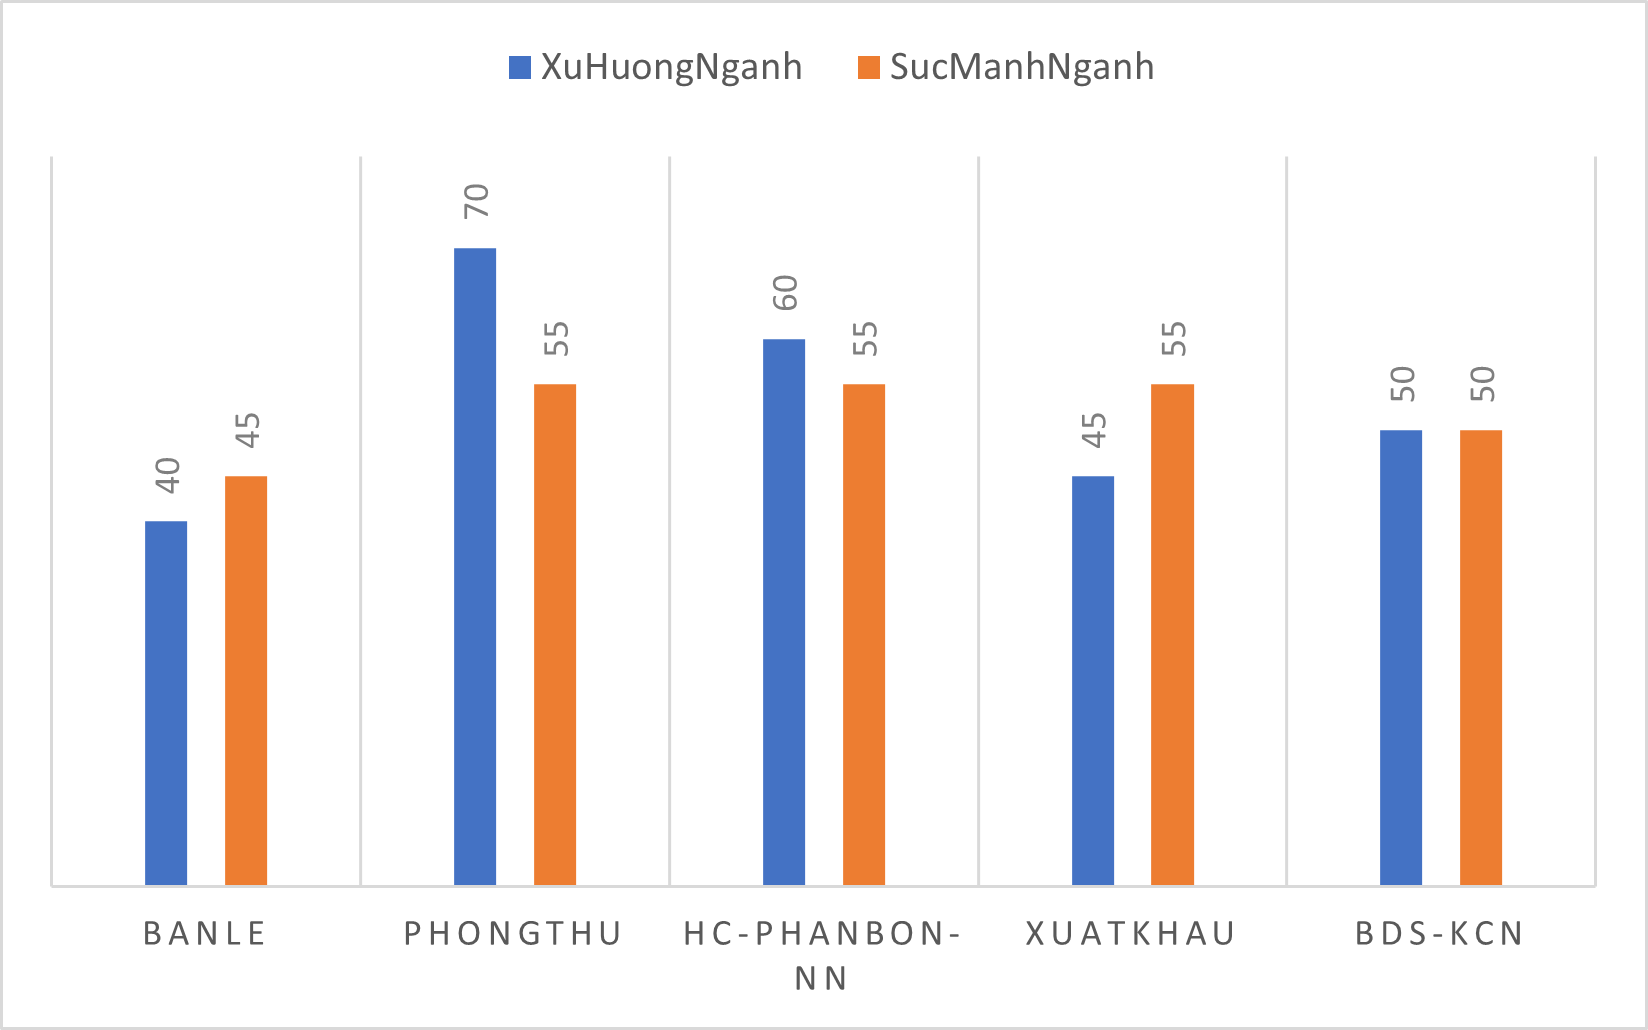 XuHuongNganh SucManhNganh
40 45 70 55 60 55 45 55 50 50
BANLE PHONGTHU HC-PHANBON- XUATKHAU BDS-KCN
NN